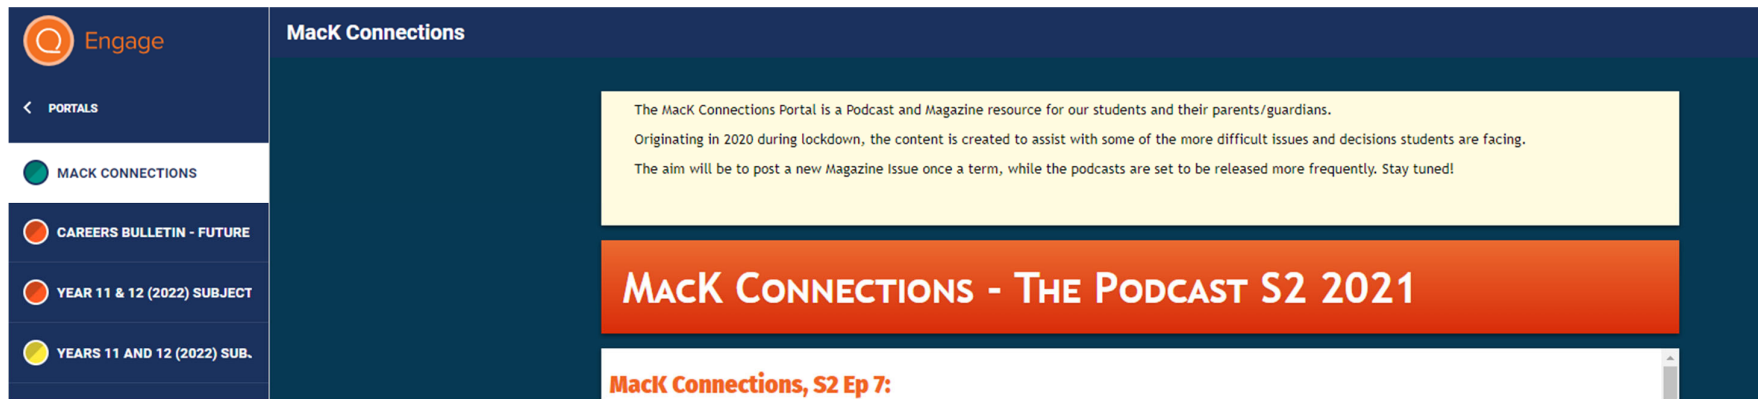 Engage
PORTALS
MACK CONNECTIONS
CAREERS BULLETIN - FUTURE
YEAR 11 & 12 (2022) SUBJECT
YEARS 11 AND 12 (2022) SUB.
MacK Connections
The MacK Connections Portal is a Podcast and Magazine resource for our students and their parents/guardians.
Originating in 2020 during lockdown, the content is created to assist with some of the more difficult issues and decisions students are facing.
The aim will be to post a new Magazine Issue once a term, while the podcasts are set to be released more frequently. Stay tuned!
MacK Connections - The Podcast S2 2021
MacK Connections, S2 Ep 7: